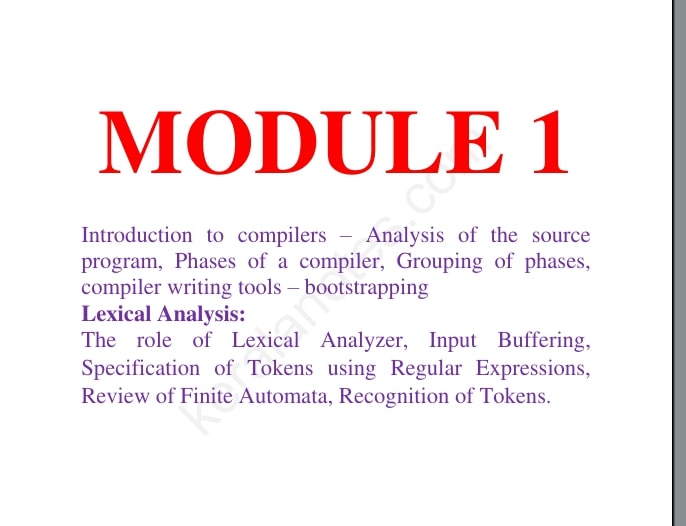 MODULE 1
Introduction to compilers – Analysis of the source
program, Phases of a compiler, Grouping of phases,
compiler writing tools – bootstrapping
Lexical Analysis:
The role of Lexical Analyzer, Input Buffering,
Specification of Tokens using Regular Expressions,
Review of Finite Automata, Recognition of Tokens.
keralanotes.com